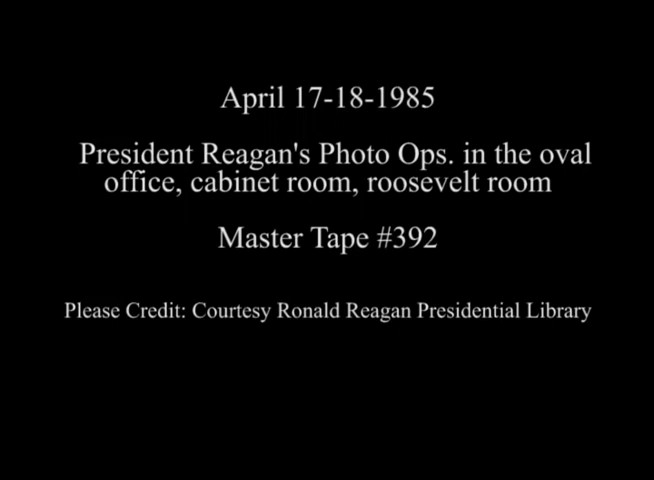 April 17-18-1985
President Reagan's Photo Ops. in the oval
office, cabinet room, roosevelt room
Master Tape #392
Please Credit: Courtesy Ronald Reagan Presidential Library